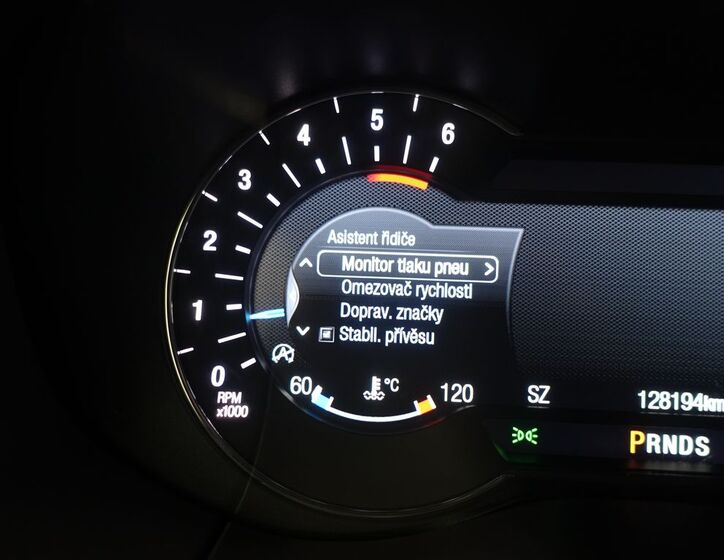 4 5 6
3
2
1
0
RPM
x1000
Asistent řidiče
Monitor tlaku pneu
Omezovač rychlosti
Doprav. značky
Stabil. přívěsu
A
60 °C 120
SZ 128194km
PRNDS